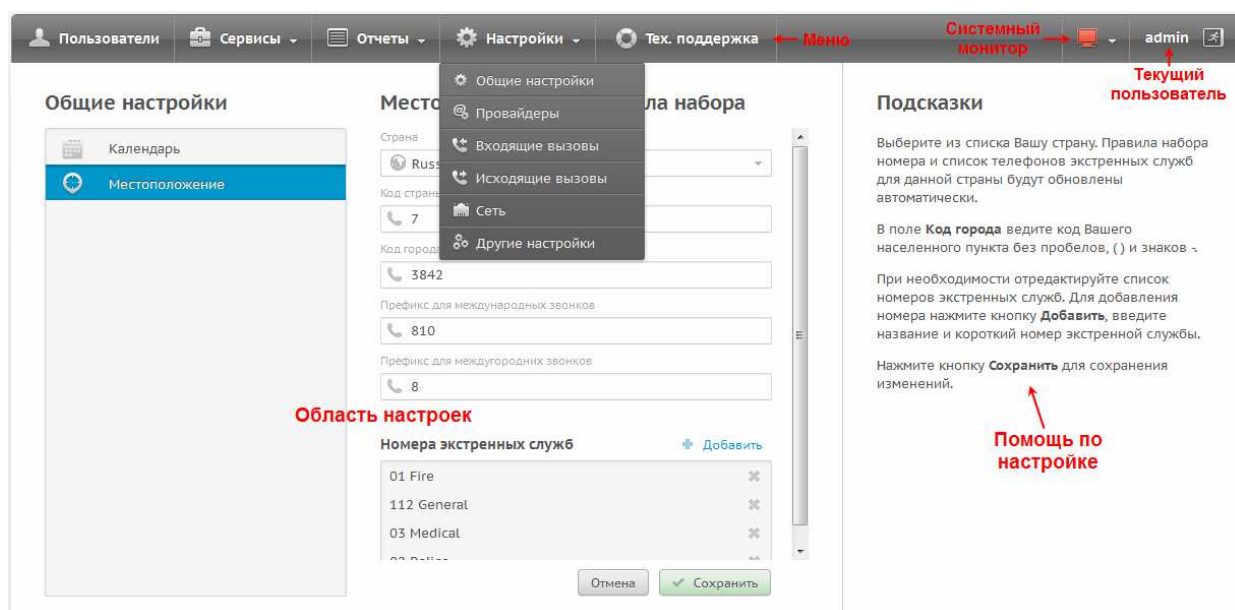 Пользователи
Сервисы
Отчеты
Настройки
Тех. поддержка
Меню
Системный
монитор
admin
Текущий
пользователь
Общие настройки
Провайдеры
Входящие вызовы
Исходящие вызовы
Сеть
Другие настройки
Общие настройки
Календарь
Местоположение
Место
ла набора
Страна
Russ
Код страны
7
Код города
3842
Префикс для международных звонков
810
Префикс для междугородних звонков
8
Область настроек
Номера экстренных служб
Добавить
01 Fire
112 General
03 Medical
Отмена
Сохранить
Подсказки
Выберите из списка Вашу страну. Правила набора
номера и список телефонов экстренных служб
для данной страны будут обновлены
автоматически.
В поле Код города ведите код Вашего
населенного пункта без пробелов, ( ) и знаков -.
При необходимости отредактируйте список
номеров экстренных служб. Для добавления
номера нажмите кнопку Добавить, введите
название и короткий номер экстренной службы.
Нажмите кнопку Сохранить для сохранения
изменений.
Помощь по
настройке